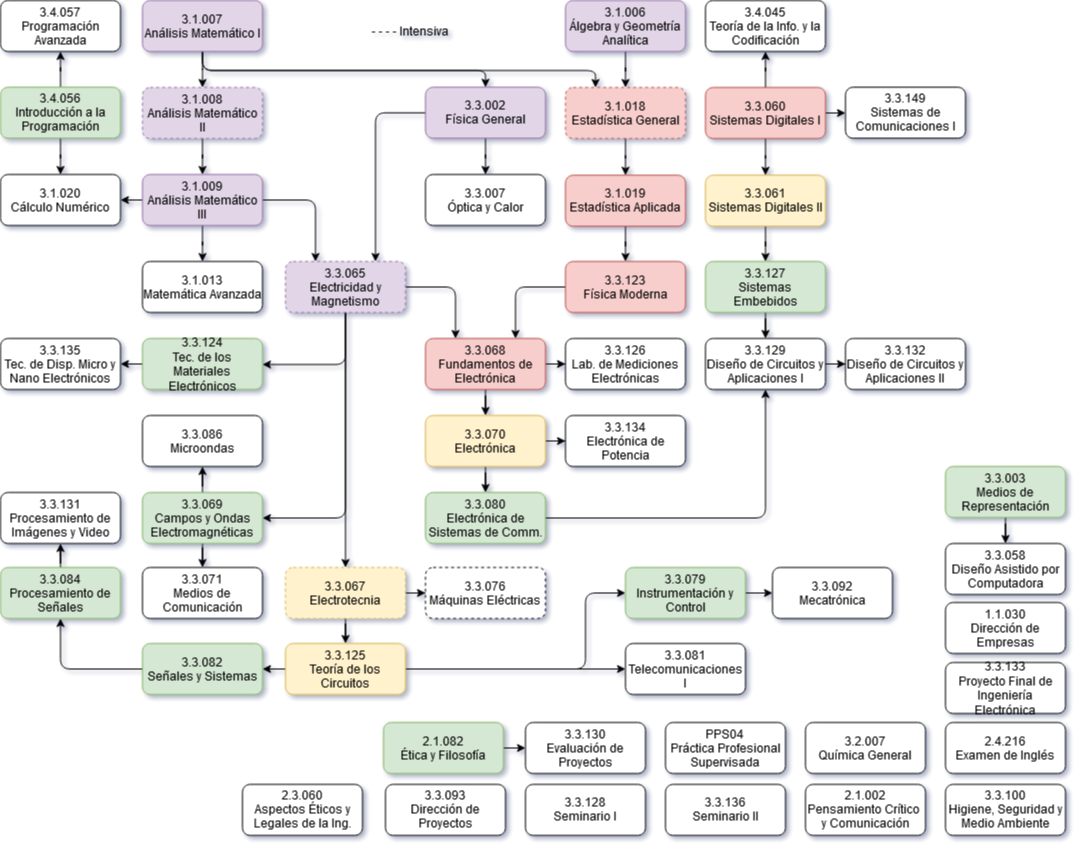 3.4.057
Programación
Avanzada
3.1.007
Análisis Matemático I
Intensiva
3.1.006
Álgebra y Geometría
Analítica
3.4.045
Teoría de la Info. y la
Codificación
3.4.056
Introducción a la
Programación
3.1.008
Análisis Matemático
II
3.3.002
Física General
3.1.018
Estadística General
3.3.060
Sistemas Digitales I
3.3.149
Sistemas de
Comunicaciones I
3.1.020
Cálculo Numérico
3.1.009
Análisis Matemático
III
3.3.007
Óptica y Calor
3.1.019
Estadística Aplicada
3.3.061
Sistemas Digitales II
3.1.013
Matemática Avanzada
3.3.065
Electricidad y
Magnetismo
3.3.123
Física Moderna
3.3.127
Sistemas
Embebidos
3.3.135
Tec. de Disp. Micro y
Nano Electrónicos
3.3.124
Tec. de los
Materiales
Electrónicos
3.3.068
Fundamentos de
Electrónica
3.3.126
Lab. de Mediciones
Electrónicas
3.3.129
Diseño de Circuitos y
Aplicaciones I
3.3.132
Diseño de Circuitos y
Aplicaciones II
3.3.086
Microondas
3.3.070
Electrónica
3.3.134
Electrónica de
Potencia
3.3.003
Medios de
Representación
3.3.131
Procesamiento de
Imágenes y Video
3.3.069
Campos y Ondas
Electromagnéticas
3.3.080
Electrónica de
Sistemas de Comm.
3.3.058
Diseño Asistido por
Computadora
3.3.084
Procesamiento de
Señales
3.3.071
Medios de
Comunicación
3.3.067
Electrotecnia
3.3.076
Máquinas Eléctricas
3.3.079
Instrumentación y
Control
3.3.092
Mecatrónica
1.1.030
Dirección de
Empresas
3.3.082
Señales y Sistemas
3.3.125
Teoría de los
Circuitos
3.3.081
Telecomunicaciones
I
3.3.133
Proyecto Final de
Ingeniería
Electrónica
2.1.082
Ética y Filosofía
3.3.130
Evaluación de
Proyectos
PPS04
Práctica Profesional
Supervisada
3.2.007
Química General
2.4.216
Examen de Inglés
2.3.060
Aspectos Éticos y
Legales de la Ing.
3.3.093
Dirección de
Proyectos
3.3.128
Seminario I
3.3.136
Seminario II
2.1.002
Pensamiento Crítico
y Comunicación
3.3.100
Higiene, Seguridad y
Medio Ambiente